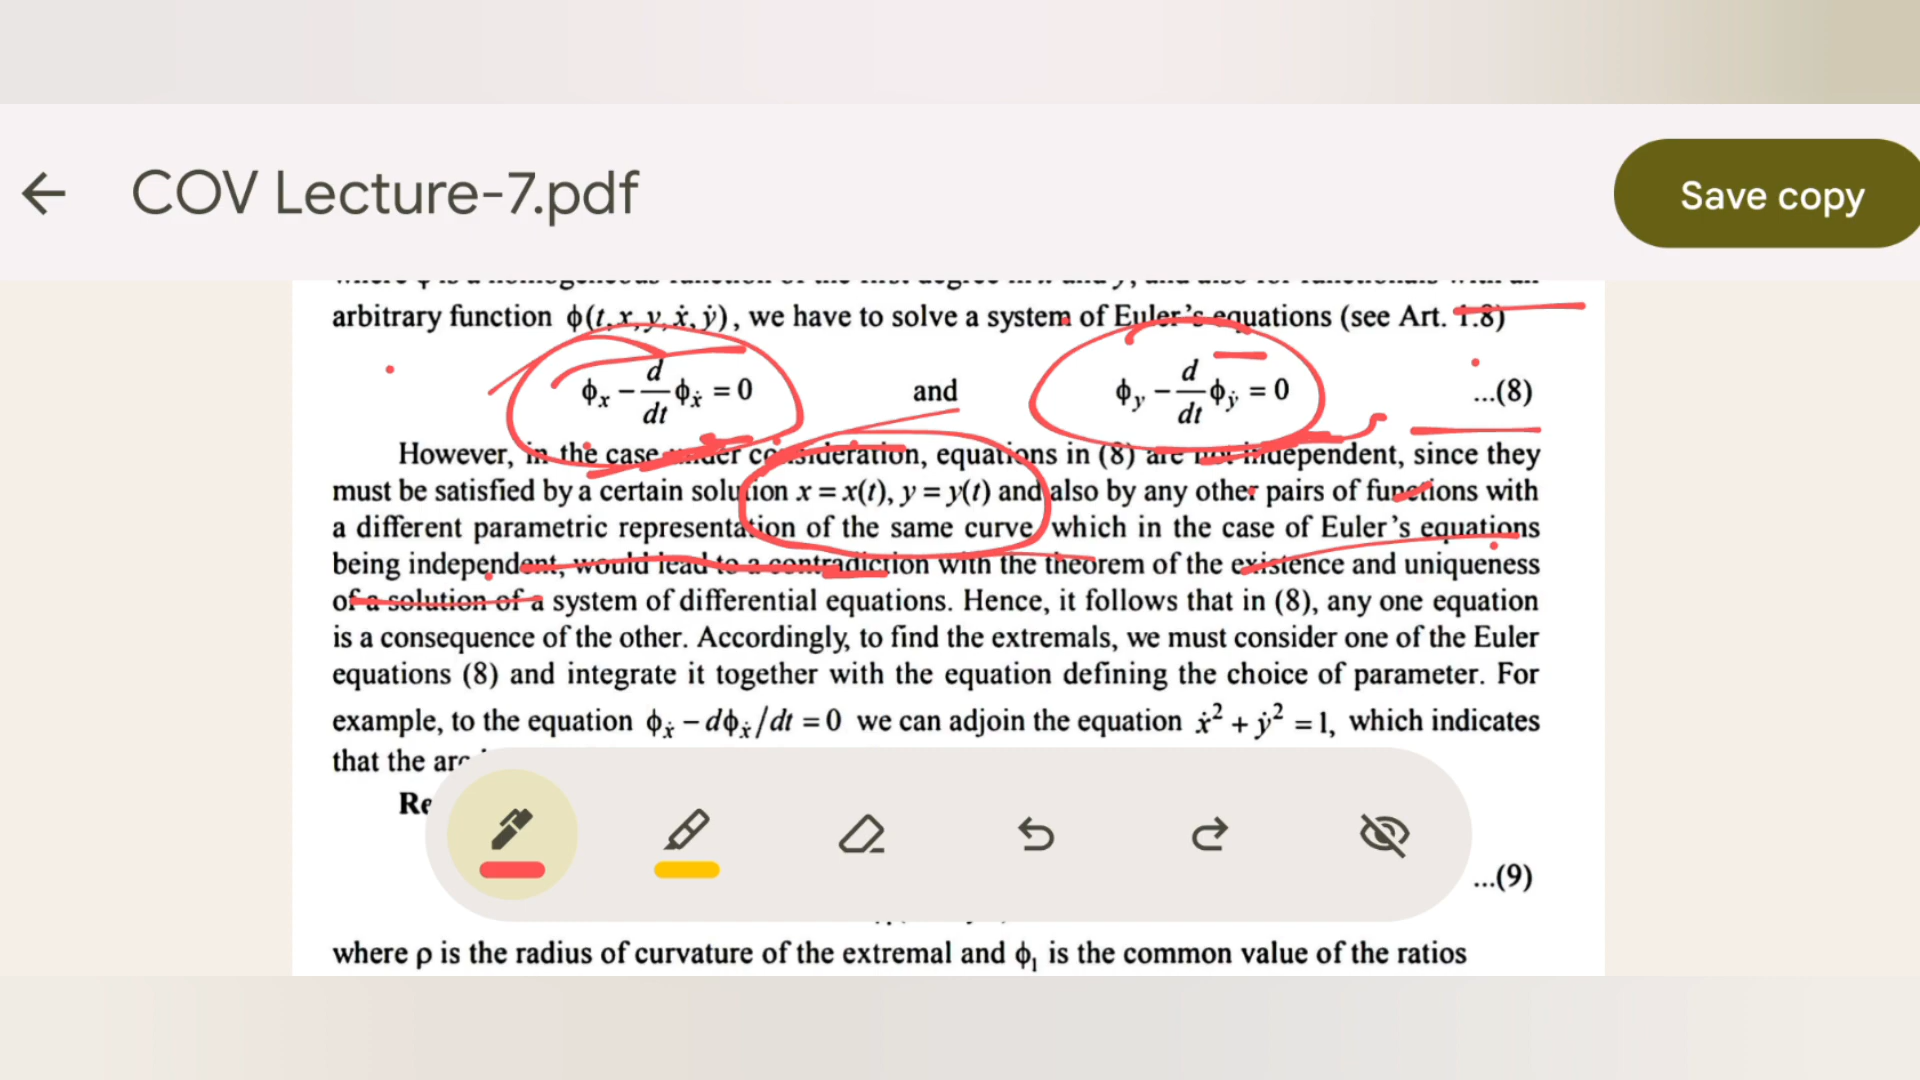 COV Lecture-7.pdf
Save copy
arbitrary function ϕ(t, x, y, ẋ, ẏ), we have to solve a system of Euler's equations (see Art. 1.8)
ϕₓ − d/dt ϕ_ẋ = 0 and ϕ_y − d/dt ϕ_ẏ = 0 ...(8)
However, in the case under consideration, equations in (8) are not independent, since they
must be satisfied by a certain solution x = x(t), y = y(t) and also by any other pairs of functions with
a different parametric representation of the same curve, which in the case of Euler's equations
being independent, would lead to a contradiction with the theorem of the existence and uniqueness
of a solution of a system of differential equations. Hence, it follows that in (8), any one equation
is a consequence of the other. Accordingly, to find the extremals, we must consider one of the Euler
equations (8) and integrate it together with the equation defining the choice of parameter. For
example, to the equation ϕ_ẋ − dϕ_ẋ/dt = 0 we can adjoin the equation ẋ² + ẏ² = 1, which indicates
that the
...(9)
where ρ is the radius of curvature of the extremal and ϕ₁ is the common value of the ratios